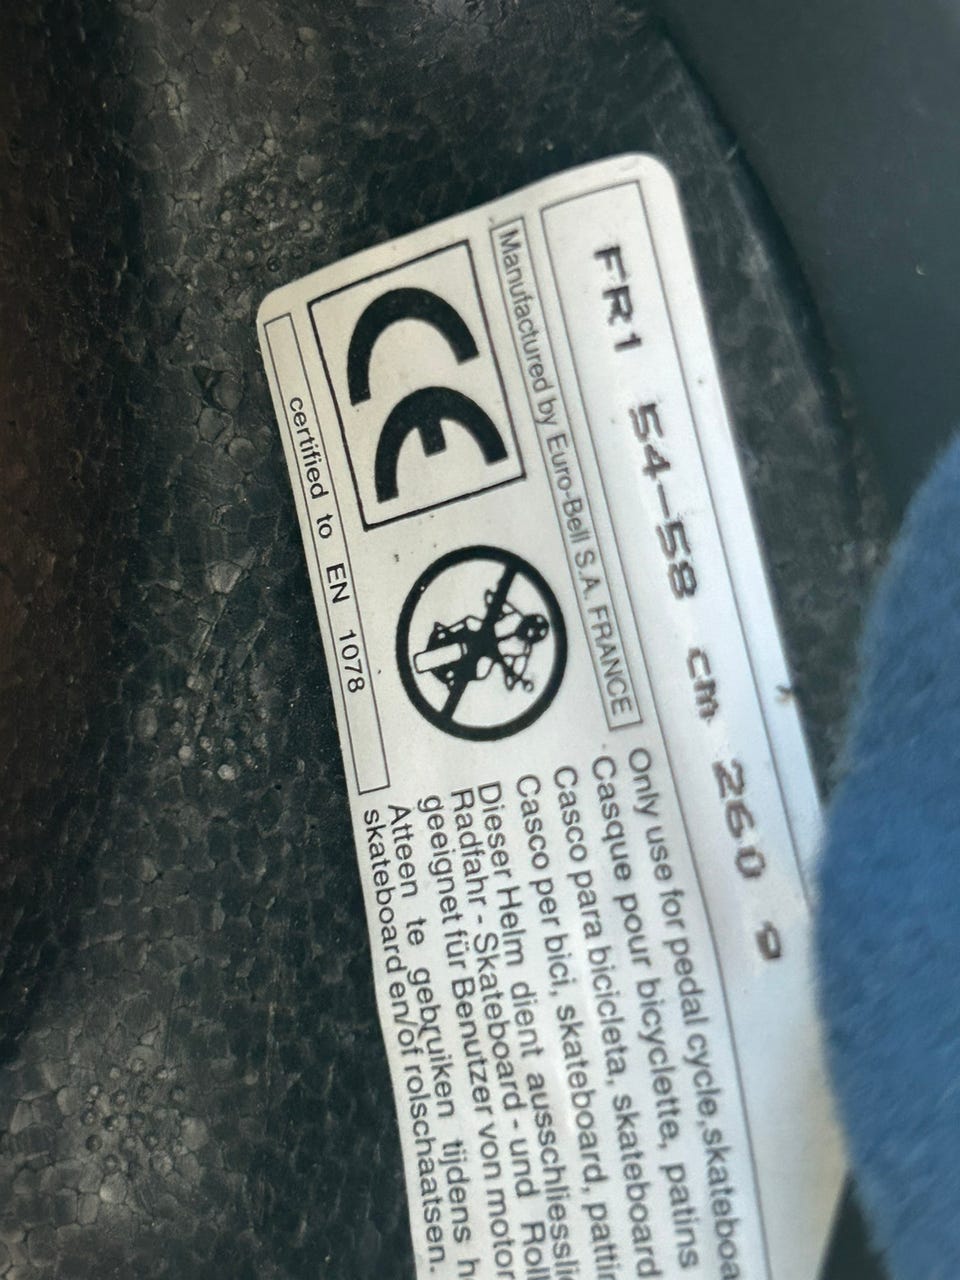 FR1 54-58 cm 260 g
Manufactured by Euro-Bell S.A. FRANCE
CE
certified to EN 1078
Only use for pedal cycle, skateboa
Casque pour bicyclette, patins
Casco para bicicleta, skateboard
Casco per bici, skateboard, pattin
Dieser Helm dient ausschliesslic
Radfahr - Skateboard - und Roll
geeignet für Benutzer von motor
Atteen te gebruiken tijdens h
skateboard en/of rolschaatsen.